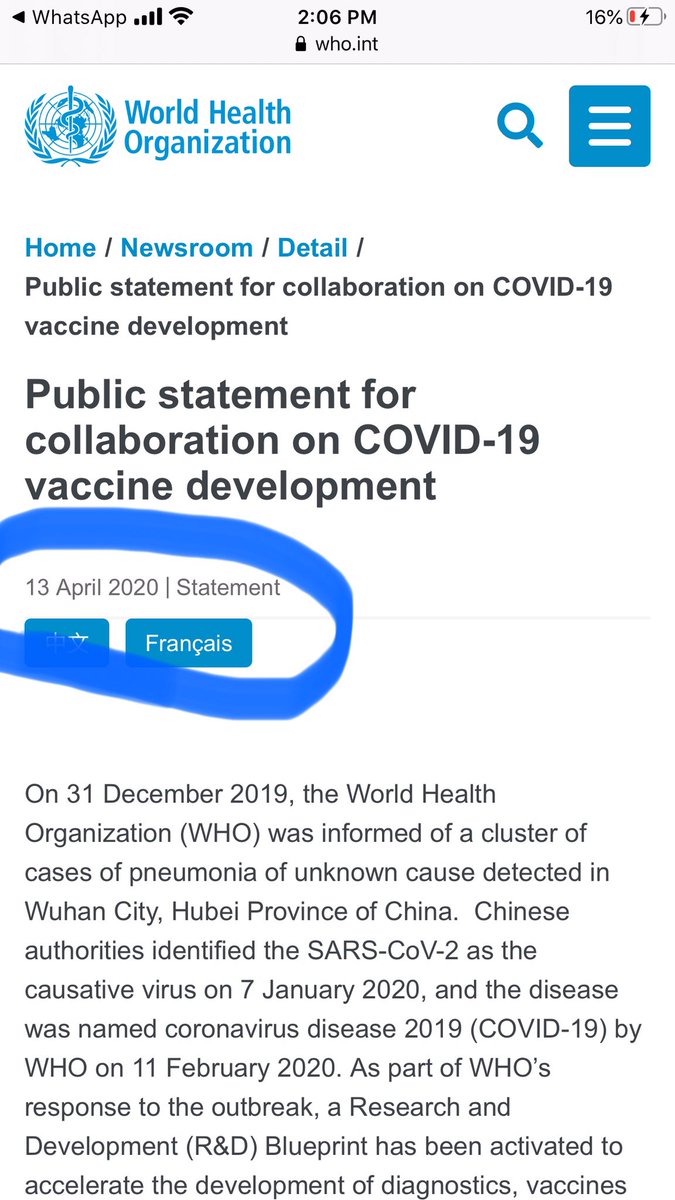 WhatsApp
2:06 PM
16%
who.int
World Health
Organization
Home / Newsroom / Detail /
Public statement for collaboration on COVID-19
vaccine development
Public statement for
collaboration on COVID-19
vaccine development
13 April 2020 | Statement
中文 Français
On 31 December 2019, the World Health
Organization (WHO) was informed of a cluster of
cases of pneumonia of unknown cause detected in
Wuhan City, Hubei Province of China.  Chinese
authorities identified the SARS-CoV-2 as the
causative virus on 7 January 2020, and the disease
was named coronavirus disease 2019 (COVID-19) by
WHO on 11 February 2020. As part of WHO’s
response to the outbreak, a Research and
Development (R&D) Blueprint has been activated to
accelerate the development of diagnostics, vaccines